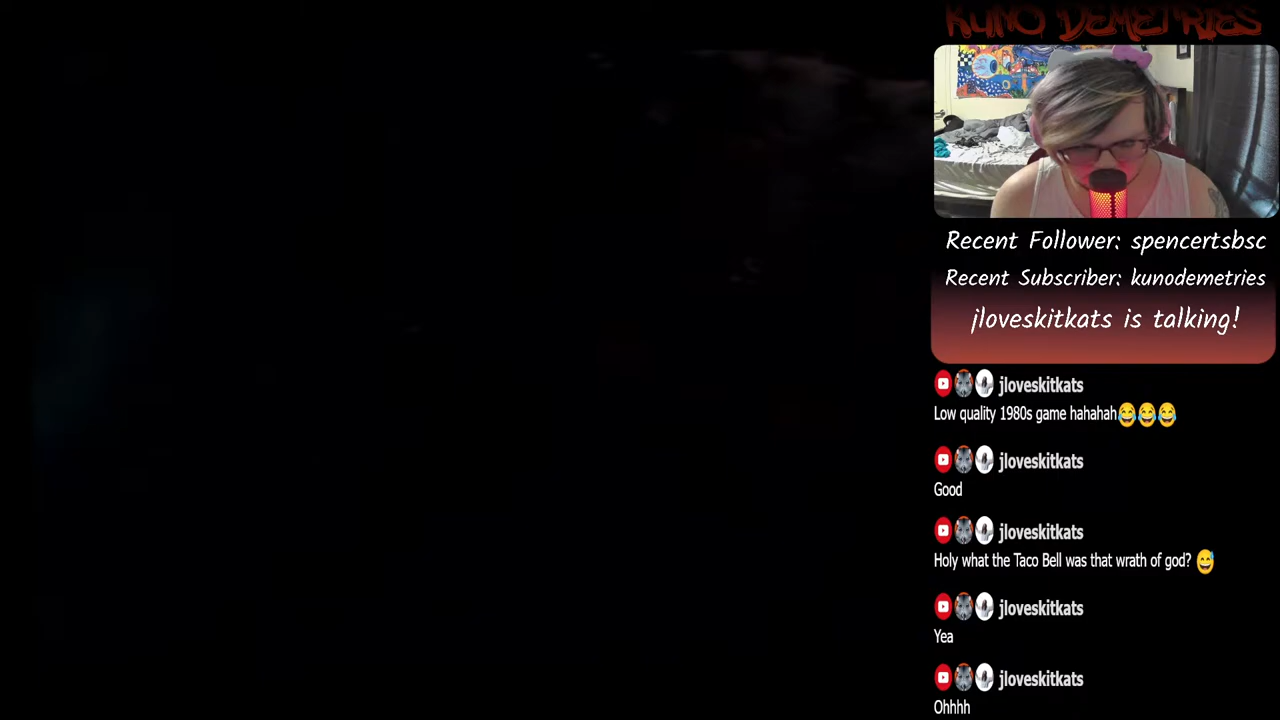 KUNO DEMETRIES
Recent Follower: spencertsbsc
Recent Subscriber: kunodemetries
jloveskitkats is talking!
jloveskitkats
Low quality 1980s game hahahah😂😂😂
jloveskitkats
Good
jloveskitkats
Holy what the Taco Bell was that wrath of god? 😅
jloveskitkats
Yea
jloveskitkats
Ohhhh